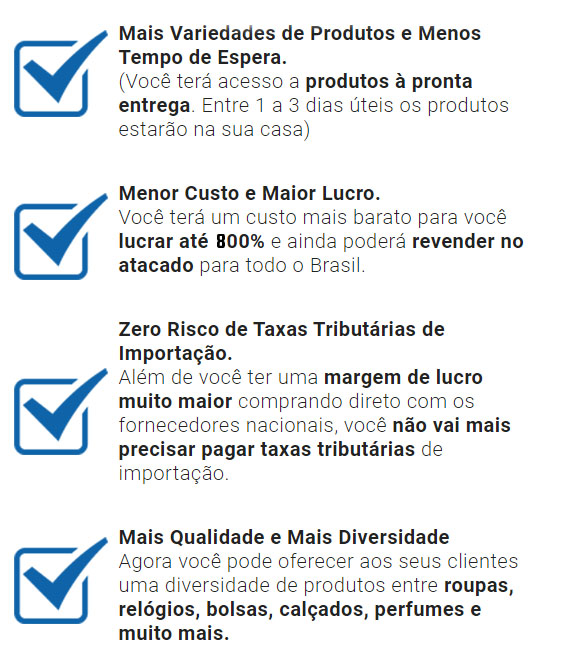 Mais Variedades de Produtos e Menos
Tempo de Espera.
(Você terá acesso a produtos à pronta
entrega. Entre 1 a 3 dias úteis os produtos
estarão na sua casa)
Menor Custo e Maior Lucro.
Você terá um custo mais barato para você
lucrar até 800% e ainda poderá revender no
atacado para todo o Brasil.
Zero Risco de Taxas Tributárias de
Importação.
Além de você ter uma margem de lucro
muito maior comprando direto com os
fornecedores nacionais, você não vai mais
precisar pagar taxas tributárias de
importação.
Mais Qualidade e Mais Diversidade
Agora você pode oferecer aos seus clientes
uma diversidade de produtos entre roupas,
relógios, bolsas, calçados, perfumes e
muito mais.